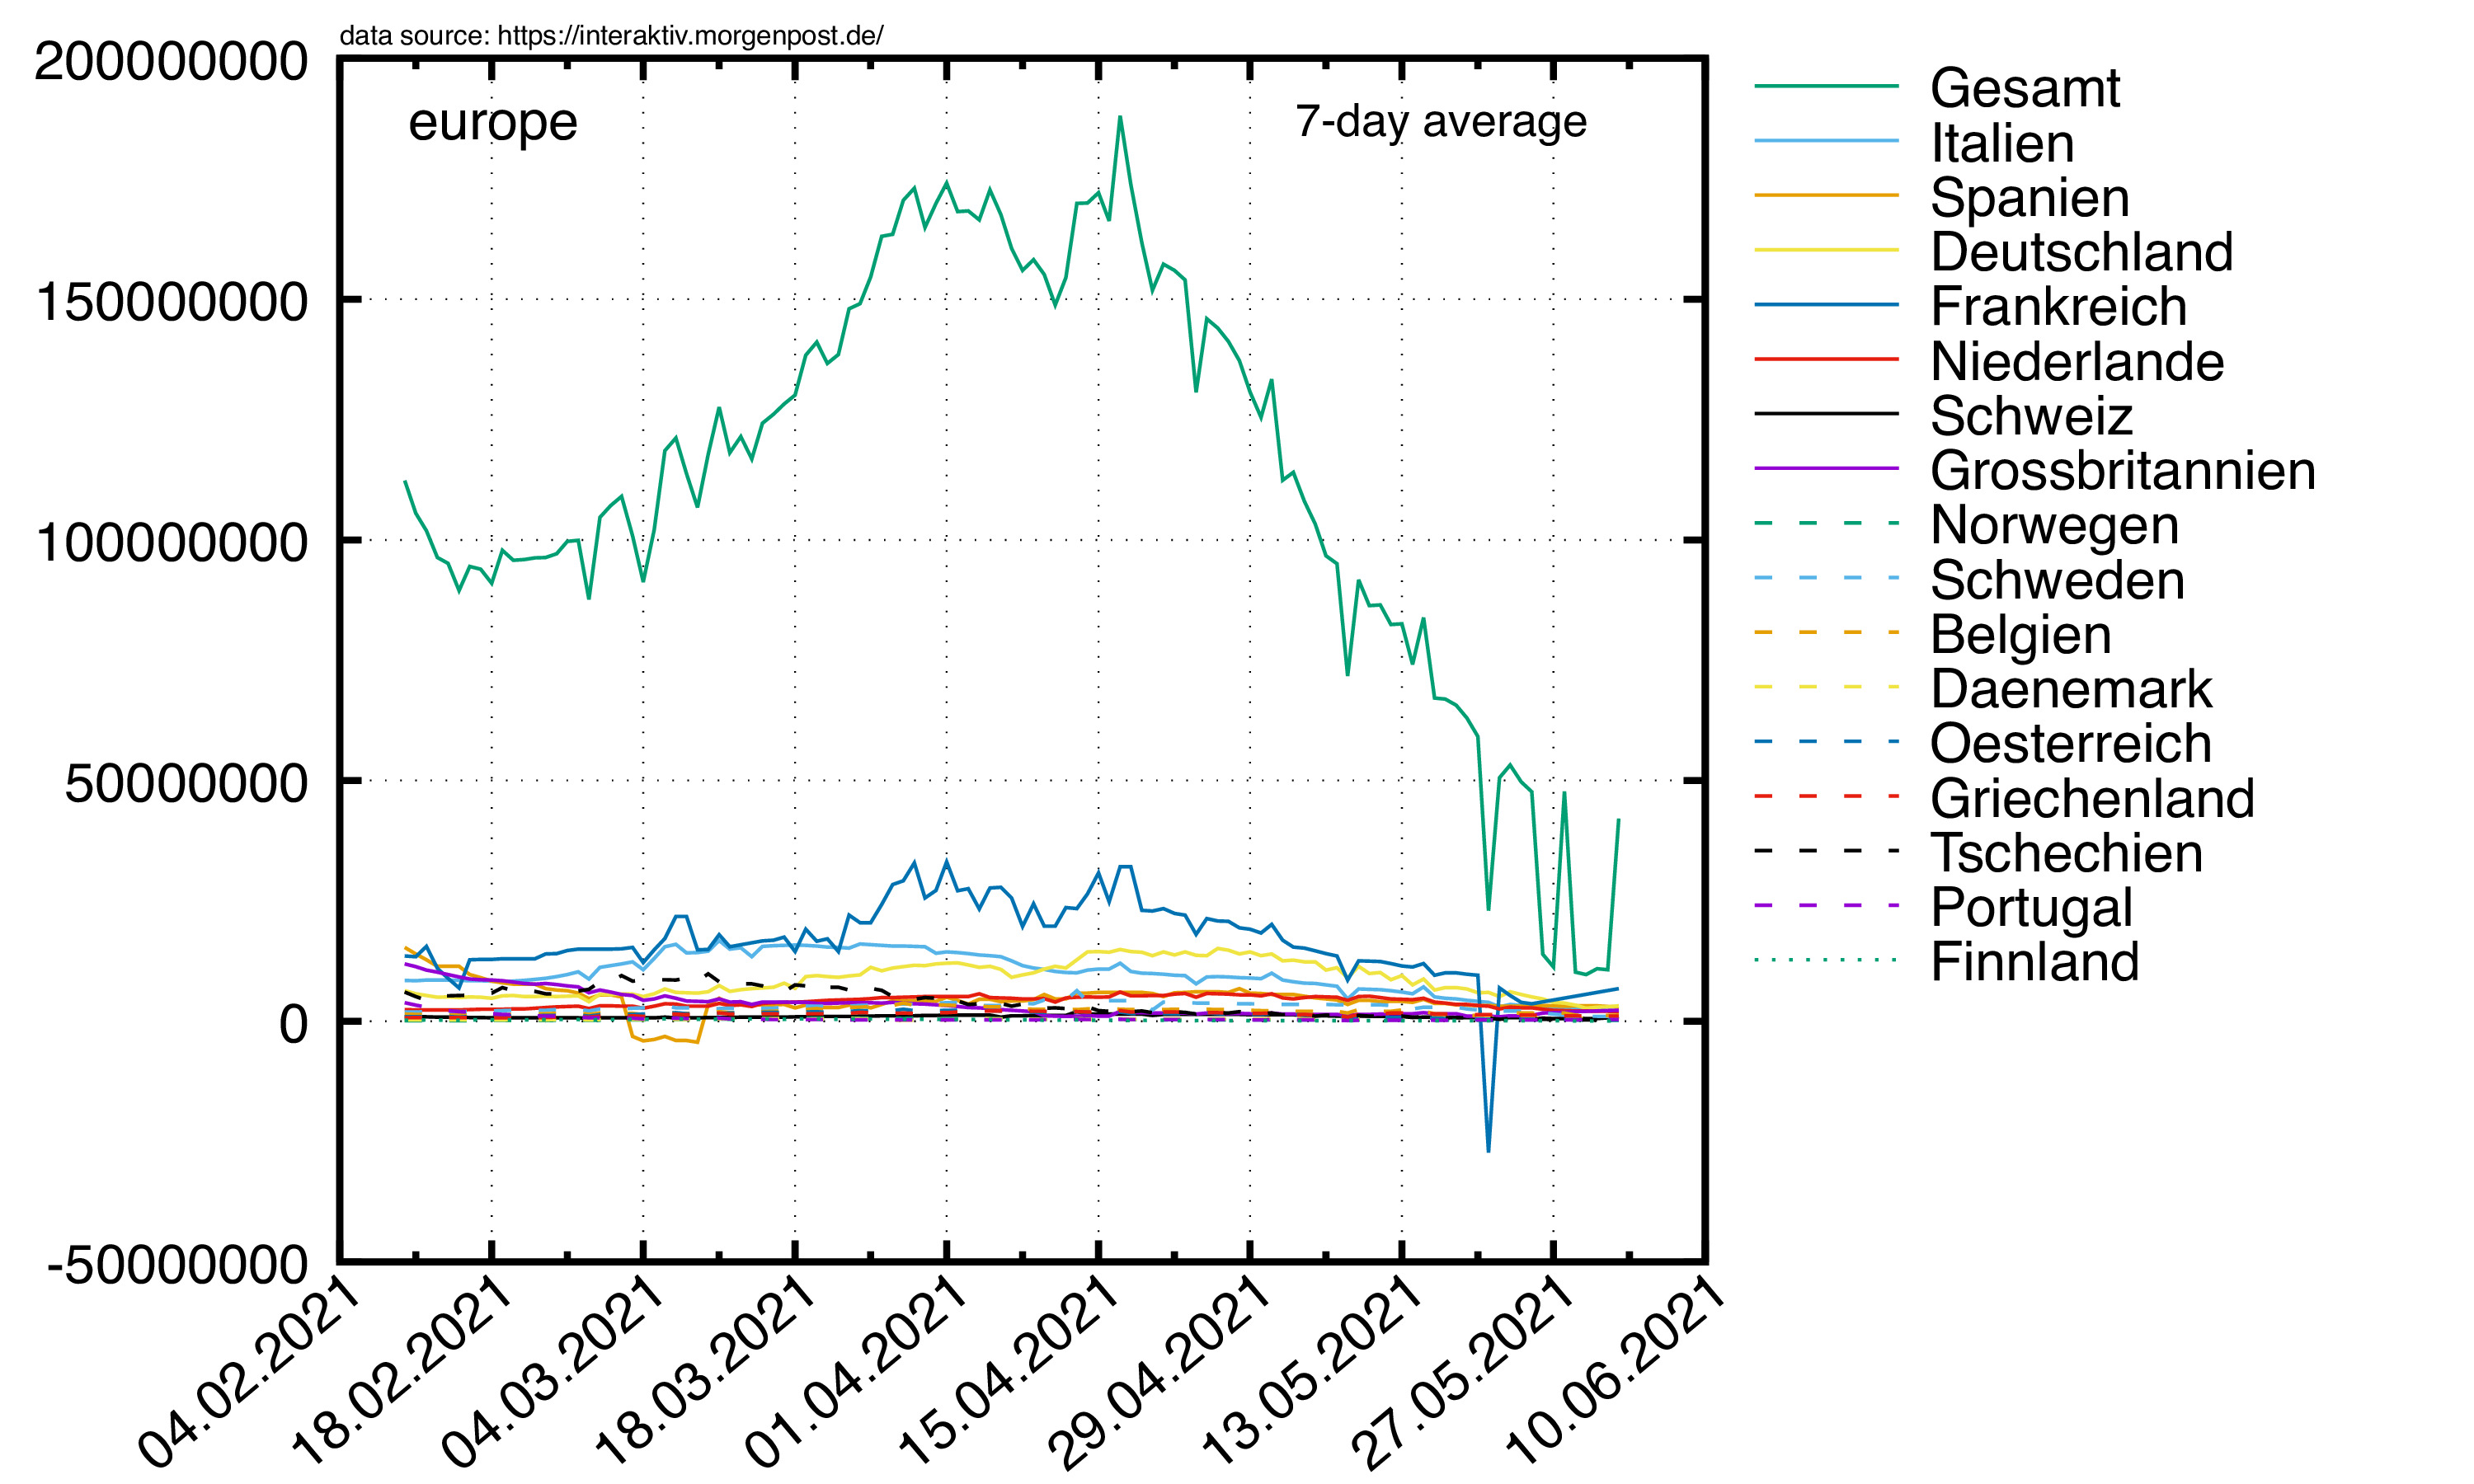 data source: https://interaktiv.morgenpost.de/
europe
7-day average
200000000
150000000
100000000
50000000
0
-50000000
04.02.2021
18.02.2021
04.03.2021
18.03.2021
01.04.2021
15.04.2021
29.04.2021
13.05.2021
27.05.2021
10.06.2021
Gesamt
Italien
Spanien
Deutschland
Frankreich
Niederlande
Schweiz
Grossbritannien
Norwegen
Schweden
Belgien
Daenemark
Oesterreich
Griechenland
Tschechien
Portugal
Finnland